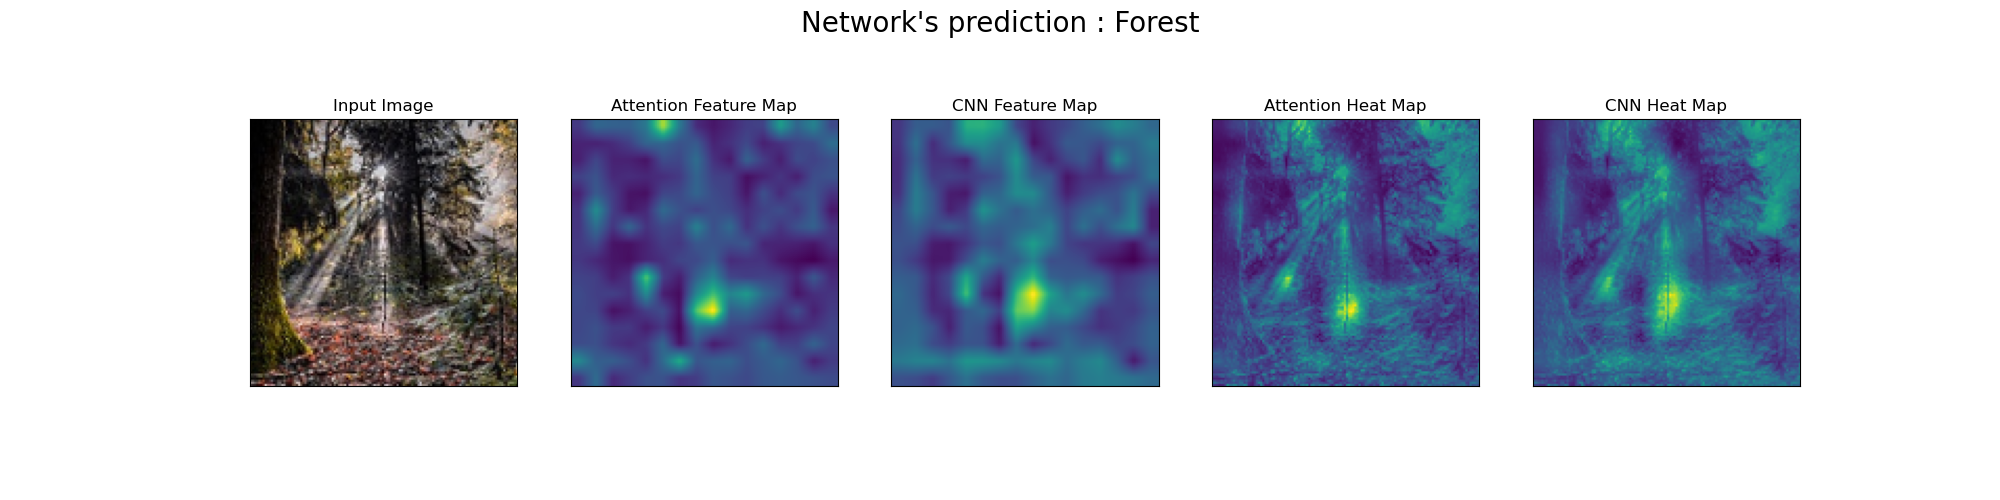 Network's prediction : Forest
Input Image
Attention Feature Map
CNN Feature Map
Attention Heat Map
CNN Heat Map